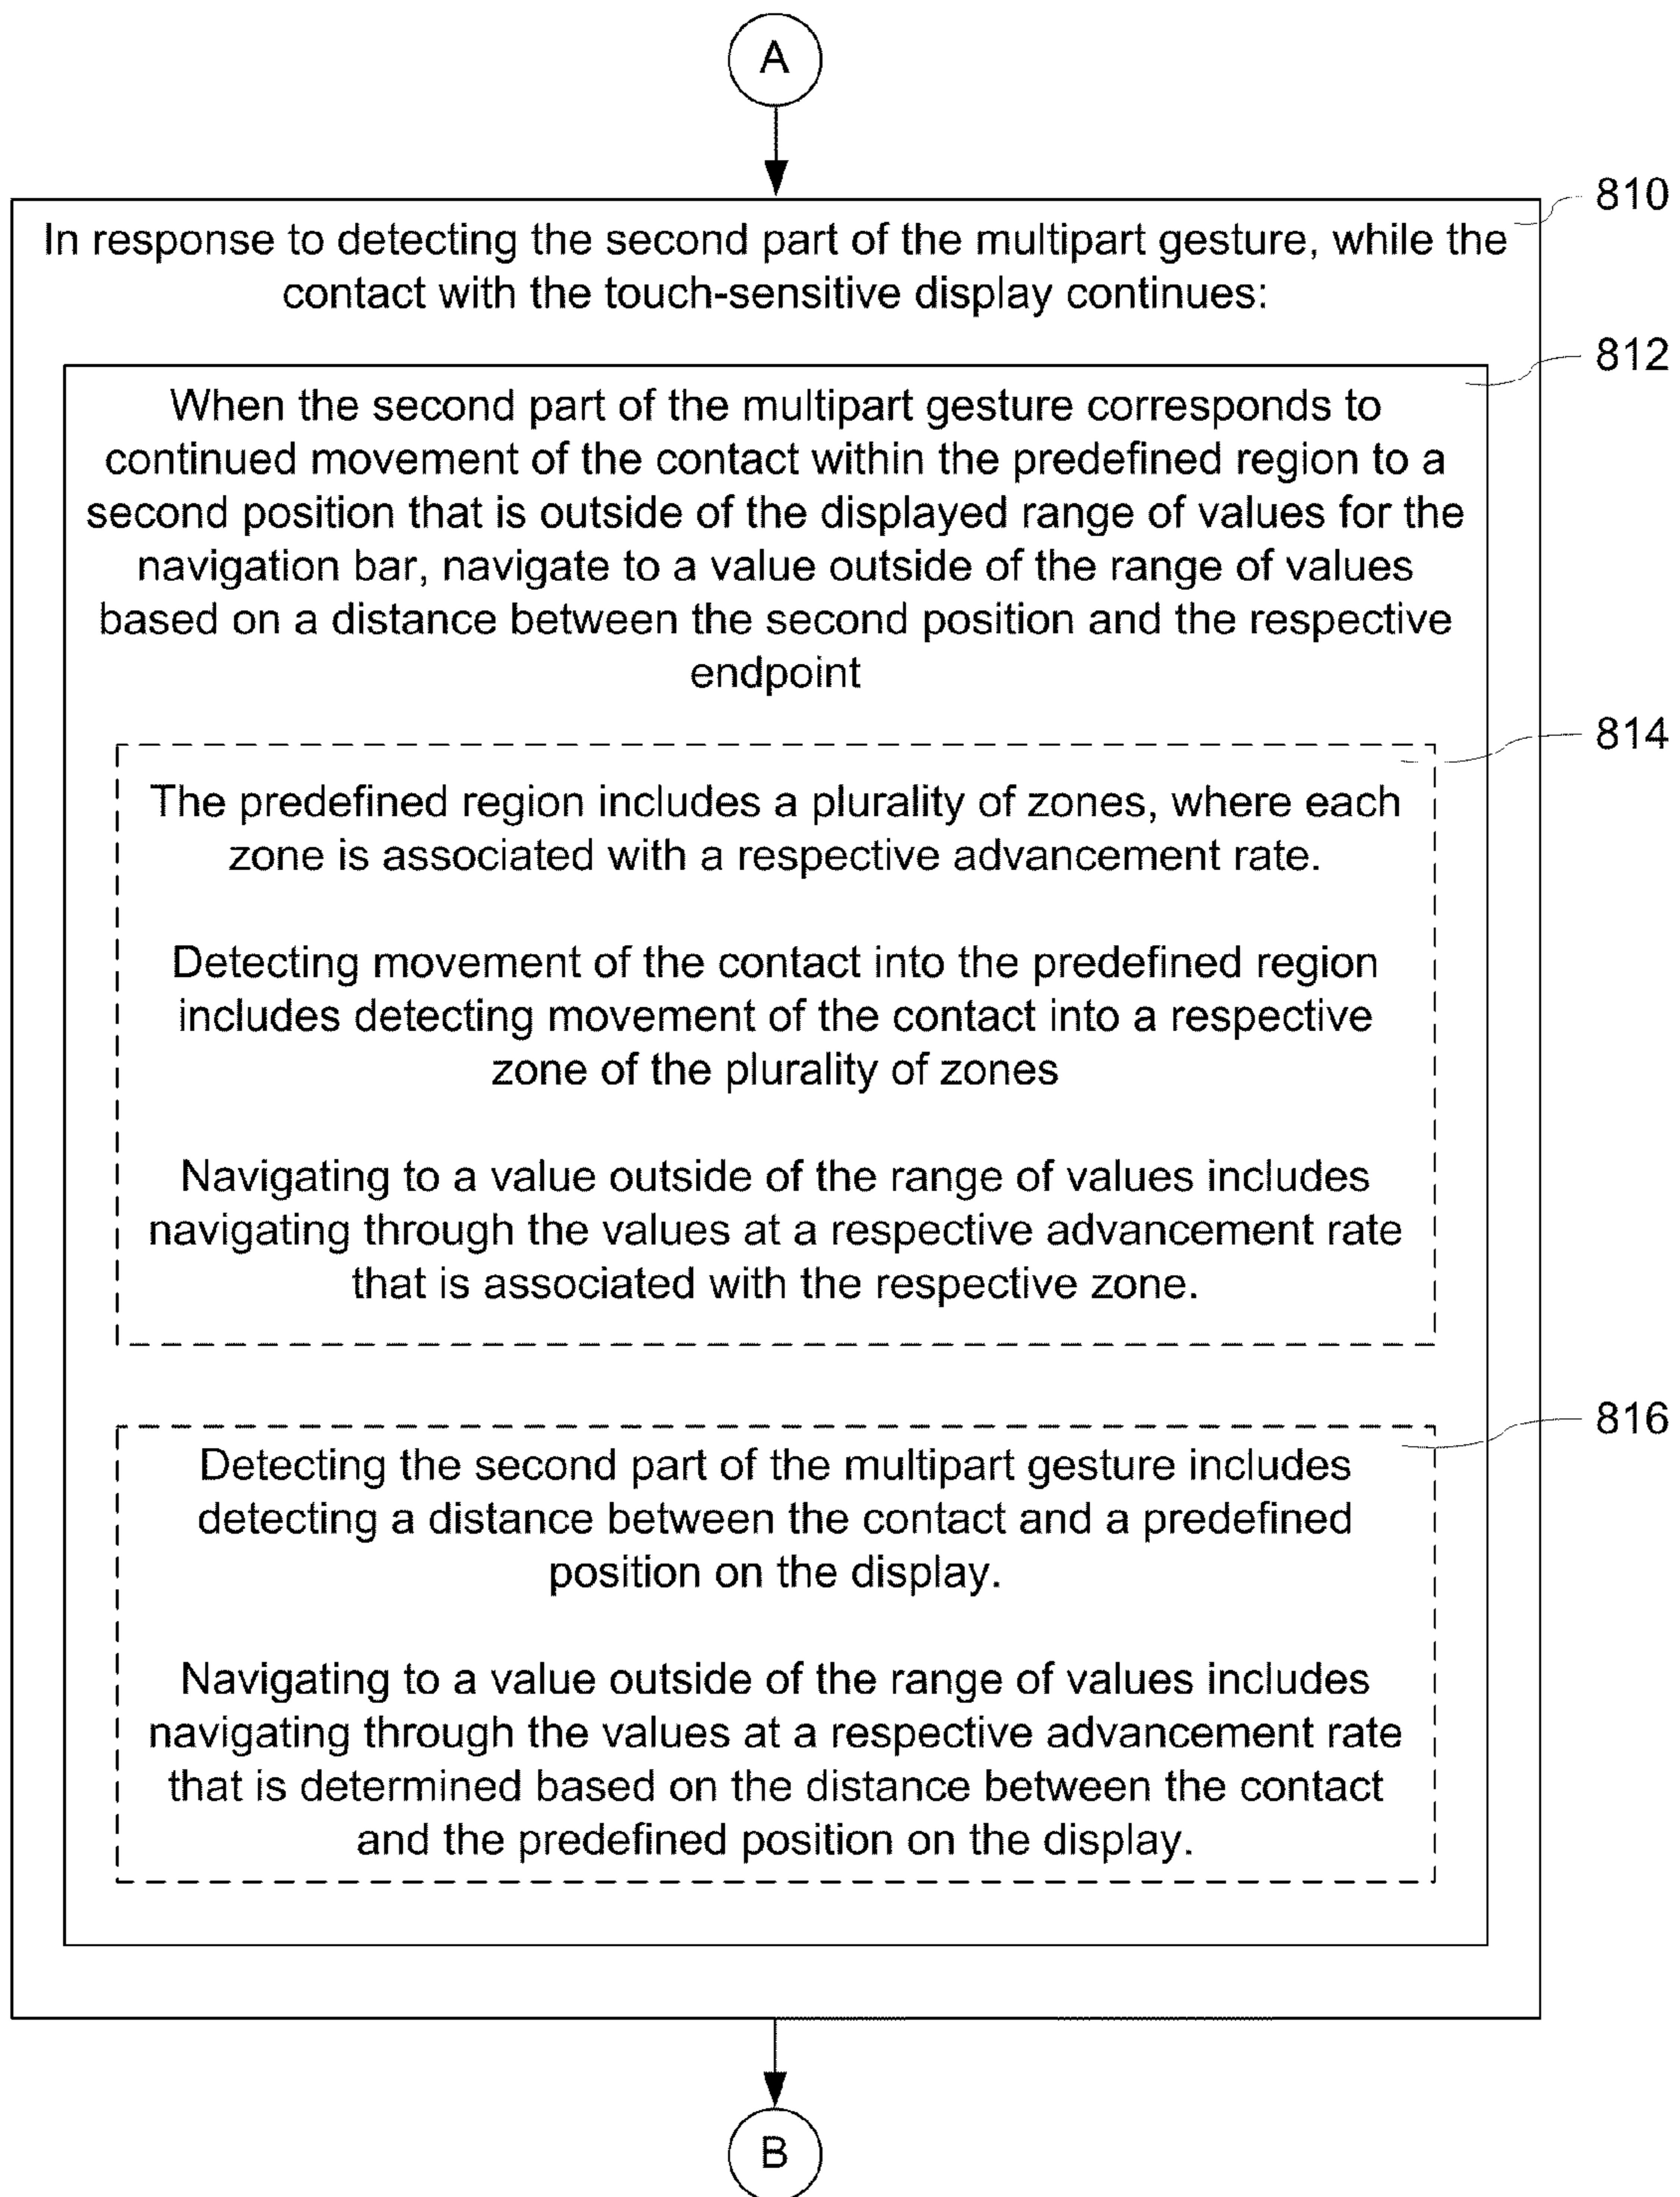 A
810
In response to detecting the second part of the multipart gesture, while the
contact with the touch-sensitive display continues:
812
When the second part of the multipart gesture corresponds to
continued movement of the contact within the predefined region to a
second position that is outside of the displayed range of values for the
navigation bar, navigate to a value outside of the range of values
based on a distance between the second position and the respective
endpoint
814
The predefined region includes a plurality of zones, where each
zone is associated with a respective advancement rate.
Detecting movement of the contact into the predefined region
includes detecting movement of the contact into a respective
zone of the plurality of zones
Navigating to a value outside of the range of values includes
navigating through the values at a respective advancement rate
that is associated with the respective zone.
816
Detecting the second part of the multipart gesture includes
detecting a distance between the contact and a predefined
position on the display.
Navigating to a value outside of the range of values includes
navigating through the values at a respective advancement rate
that is determined based on the distance between the contact
and the predefined position on the display.
B